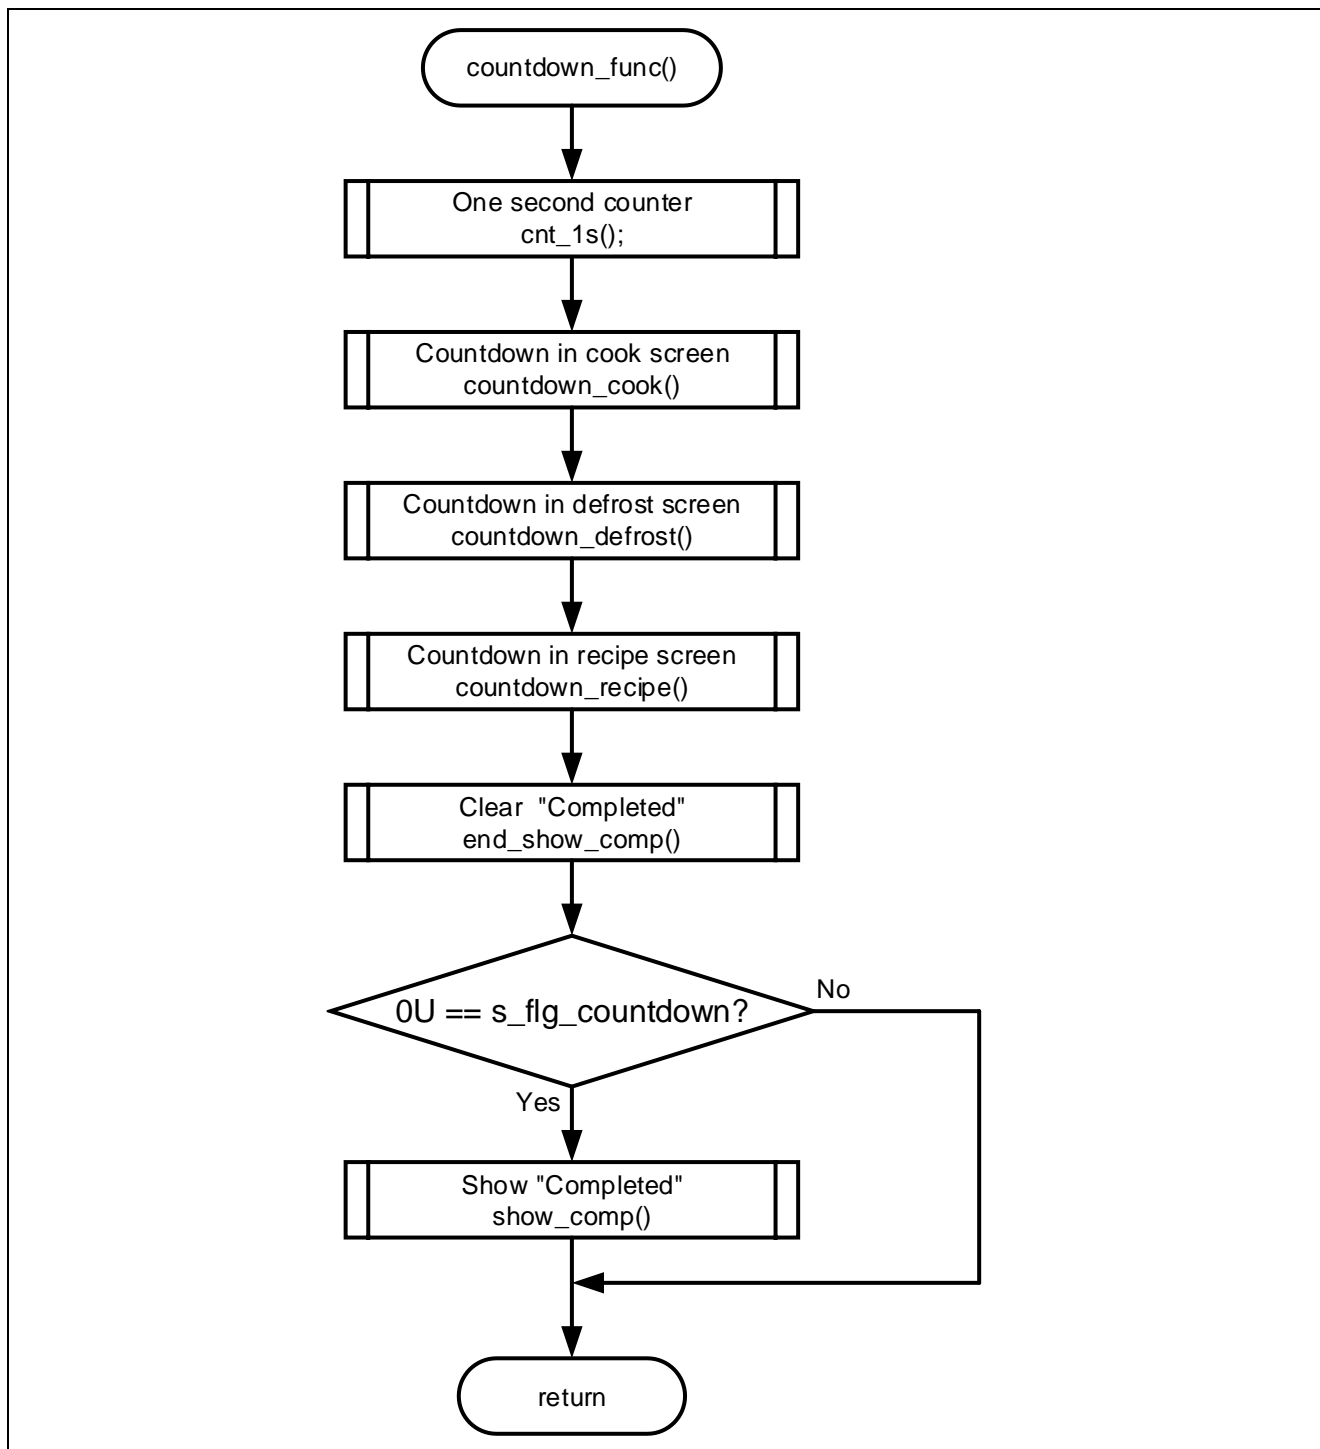 countdown_func()
One second counter
cnt_1s();
Countdown in cook screen
countdown_cook()
Countdown in defrost screen
countdown_defrost()
Countdown in recipe screen
countdown_recipe()
Clear "Completed"
end_show_comp()
0U == s_flg_countdown?
No
Yes
Show "Completed"
show_comp()
return